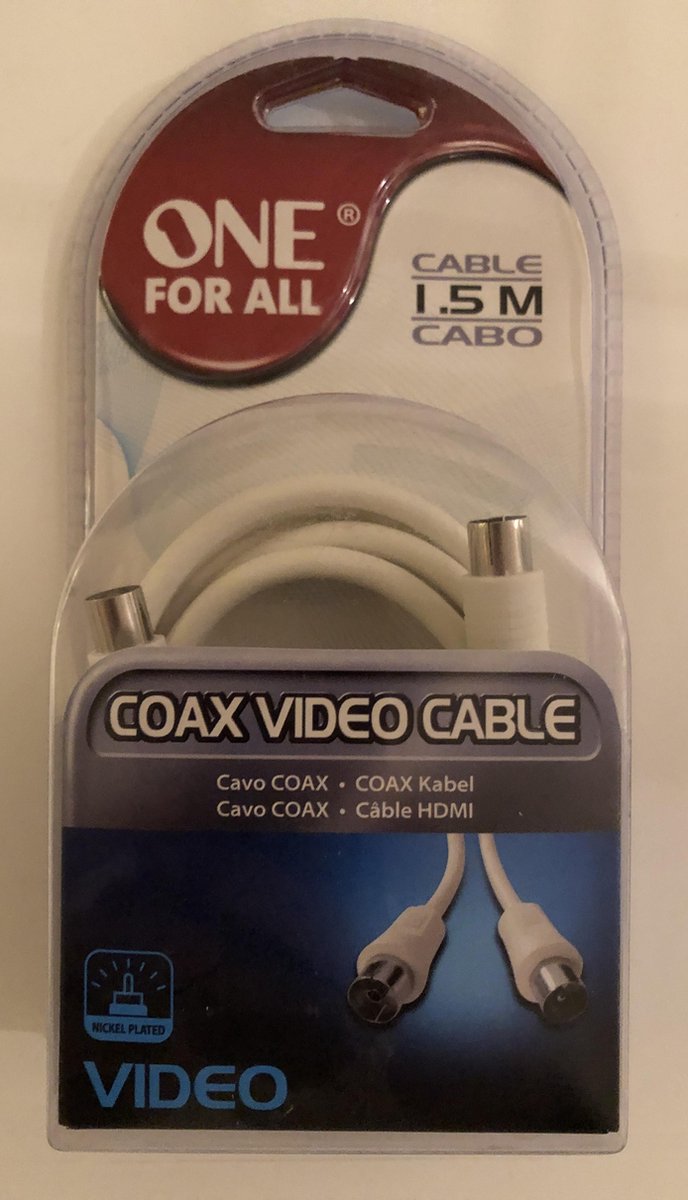 ONE®
FOR ALL
CABLE
1.5 M
CABO
COAX VIDEO CABLE
Cavo COAX • COAX Kabel
Cavo COAX • Câble HDMI
NICKEL PLATED
VIDEO